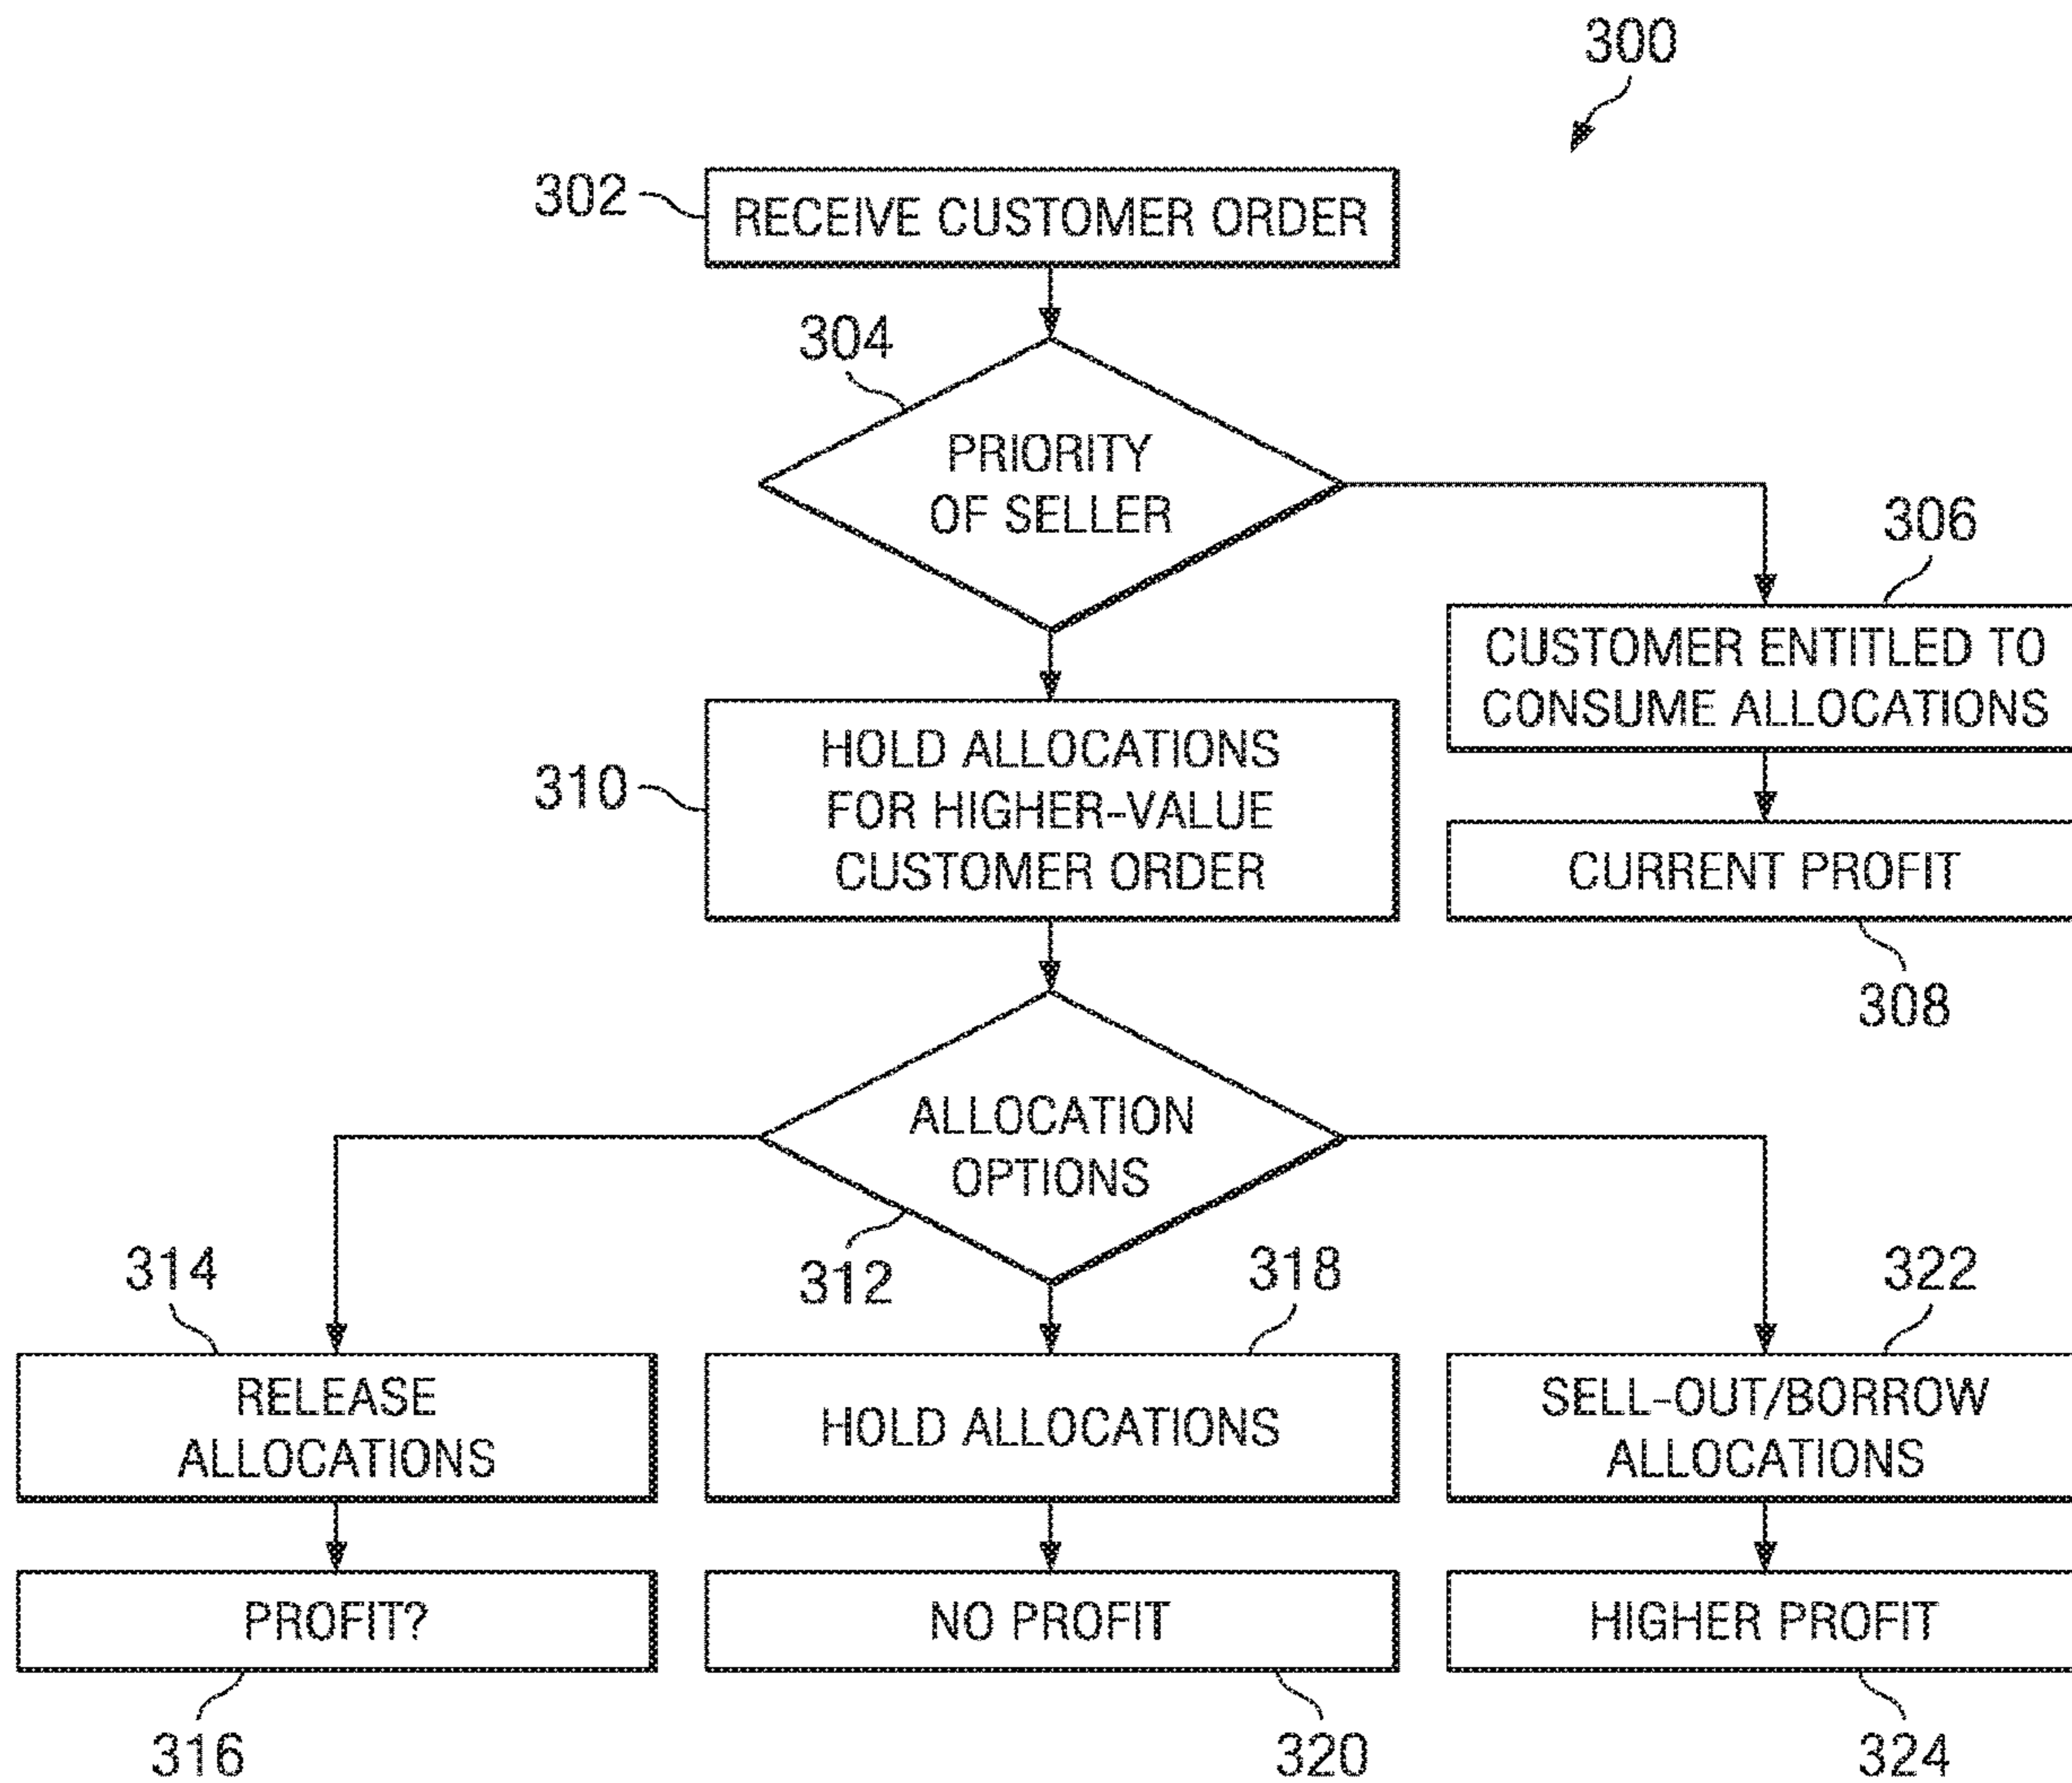 300
302
RECEIVE CUSTOMER ORDER
304
PRIORITY
OF SELLER
306
CUSTOMER ENTITLED TO
CONSUME ALLOCATIONS
310
HOLD ALLOCATIONS
FOR HIGHER-VALUE
CUSTOMER ORDER
CURRENT PROFIT
308
ALLOCATION
OPTIONS
312
314
318
322
RELEASE
ALLOCATIONS
HOLD ALLOCATIONS
SELL-OUT/BORROW
ALLOCATIONS
PROFIT?
NO PROFIT
HIGHER PROFIT
316
320
324